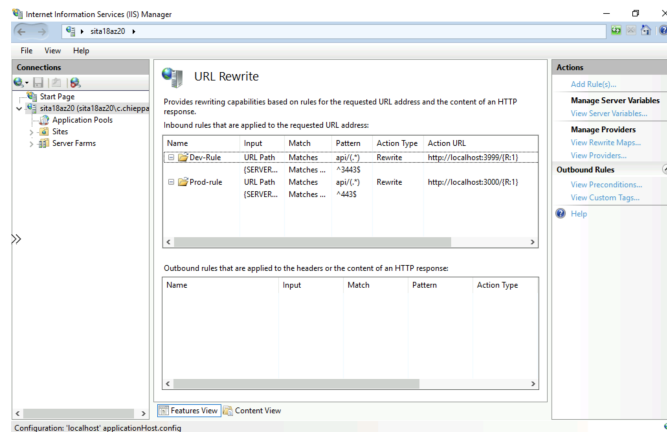 Internet Information Services (IIS) Manager
sita18az20
File View Help
Connections
Start Page
sita18az20 (sita18az20\c.chieppa
Application Pools
Sites
Server Farms
URL Rewrite
Provides rewriting capabilities based on rules for the requested URL address and the content of an HTTP
response.
Inbound rules that are applied to the requested URL address:
Name Input Match Pattern Action Type Action URL
Dev-Rule URL Path Matches api/(.*) Rewrite http://localhost:3999/{R:1}
{SERVER... Matches ... ^3443$
Prod-rule URL Path Matches api/(.*) Rewrite http://localhost:3000/{R:1}
{SERVER... Matches ... ^443$
Outbound rules that are applied to the headers or the content of an HTTP response:
Name Input Match Pattern Action Type
Features View Content View
Actions
Add Rule(s)...
Manage Server Variables
View Server Variables...
Manage Providers
View Rewrite Maps...
View Providers...
Outbound Rules
View Preconditions...
View Custom Tags...
Help
Configuration: 'localhost' applicationHost.config